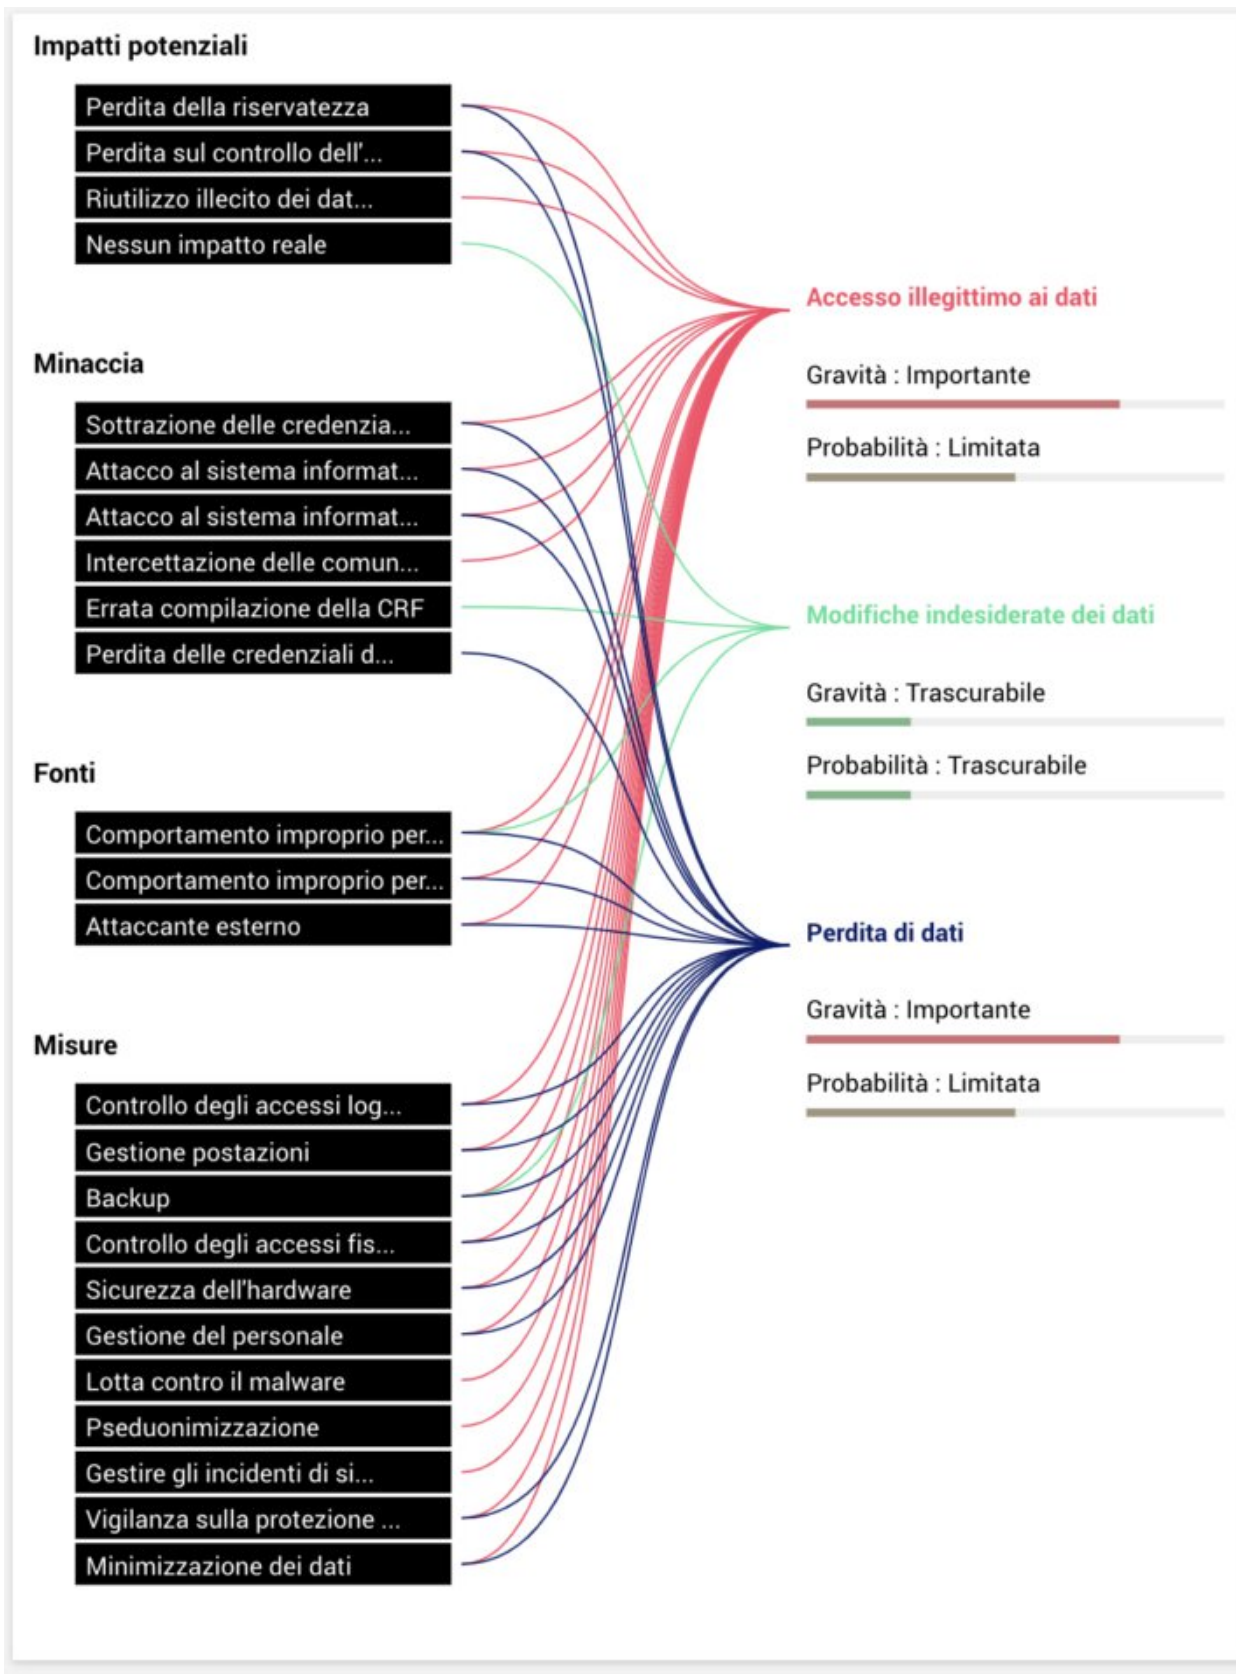 Impatti potenziali
Perdita della riservatezza
Perdita sul controllo dell'...
Riutilizzo illecito dei dat...
Nessun impatto reale
Minaccia
Sottrazione delle credenzia...
Attacco al sistema informat...
Attacco al sistema informat...
Intercettazione delle comun...
Errata compilazione della CRF
Perdita delle credenziali d...
Fonti
Comportamento improprio per...
Comportamento improprio per...
Attaccante esterno
Misure
Controllo degli accessi log...
Gestione postazioni
Backup
Controllo degli accessi fis...
Sicurezza dell'hardware
Gestione del personale
Lotta contro il malware
Pseduonimizzazione
Gestire gli incidenti di si...
Vigilanza sulla protezione ...
Minimizzazione dei dati
Accesso illegittimo ai dati
Gravità : Importante
Probabilità : Limitata
Modifiche indesiderate dei dati
Gravità : Trascurabile
Probabilità : Trascurabile
Perdita di dati
Gravità : Importante
Probabilità : Limitata